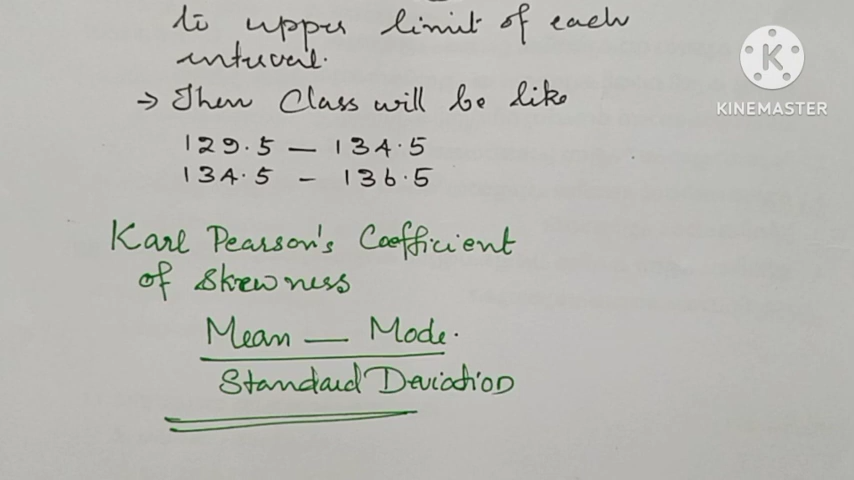 to upper limit of each
interval.
→ Then Class will be like
129.5 — 134.5
134.5 - 136.5
Karl Pearson's Coefficient
of Skewness
Mean — Mode.
Standard Deviation
K
KINEMASTER